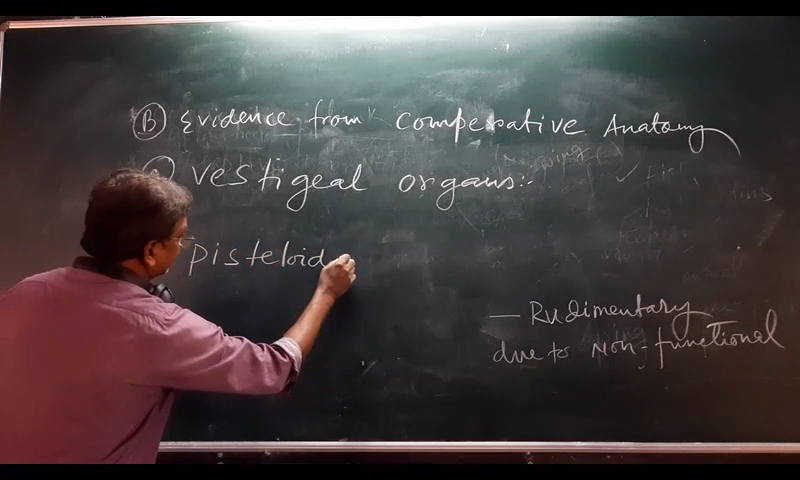 (B) Evidence from Comperative Anatomy
Vestigeal organs:-
pisteloid
— Rudimentary
due to Non-functional